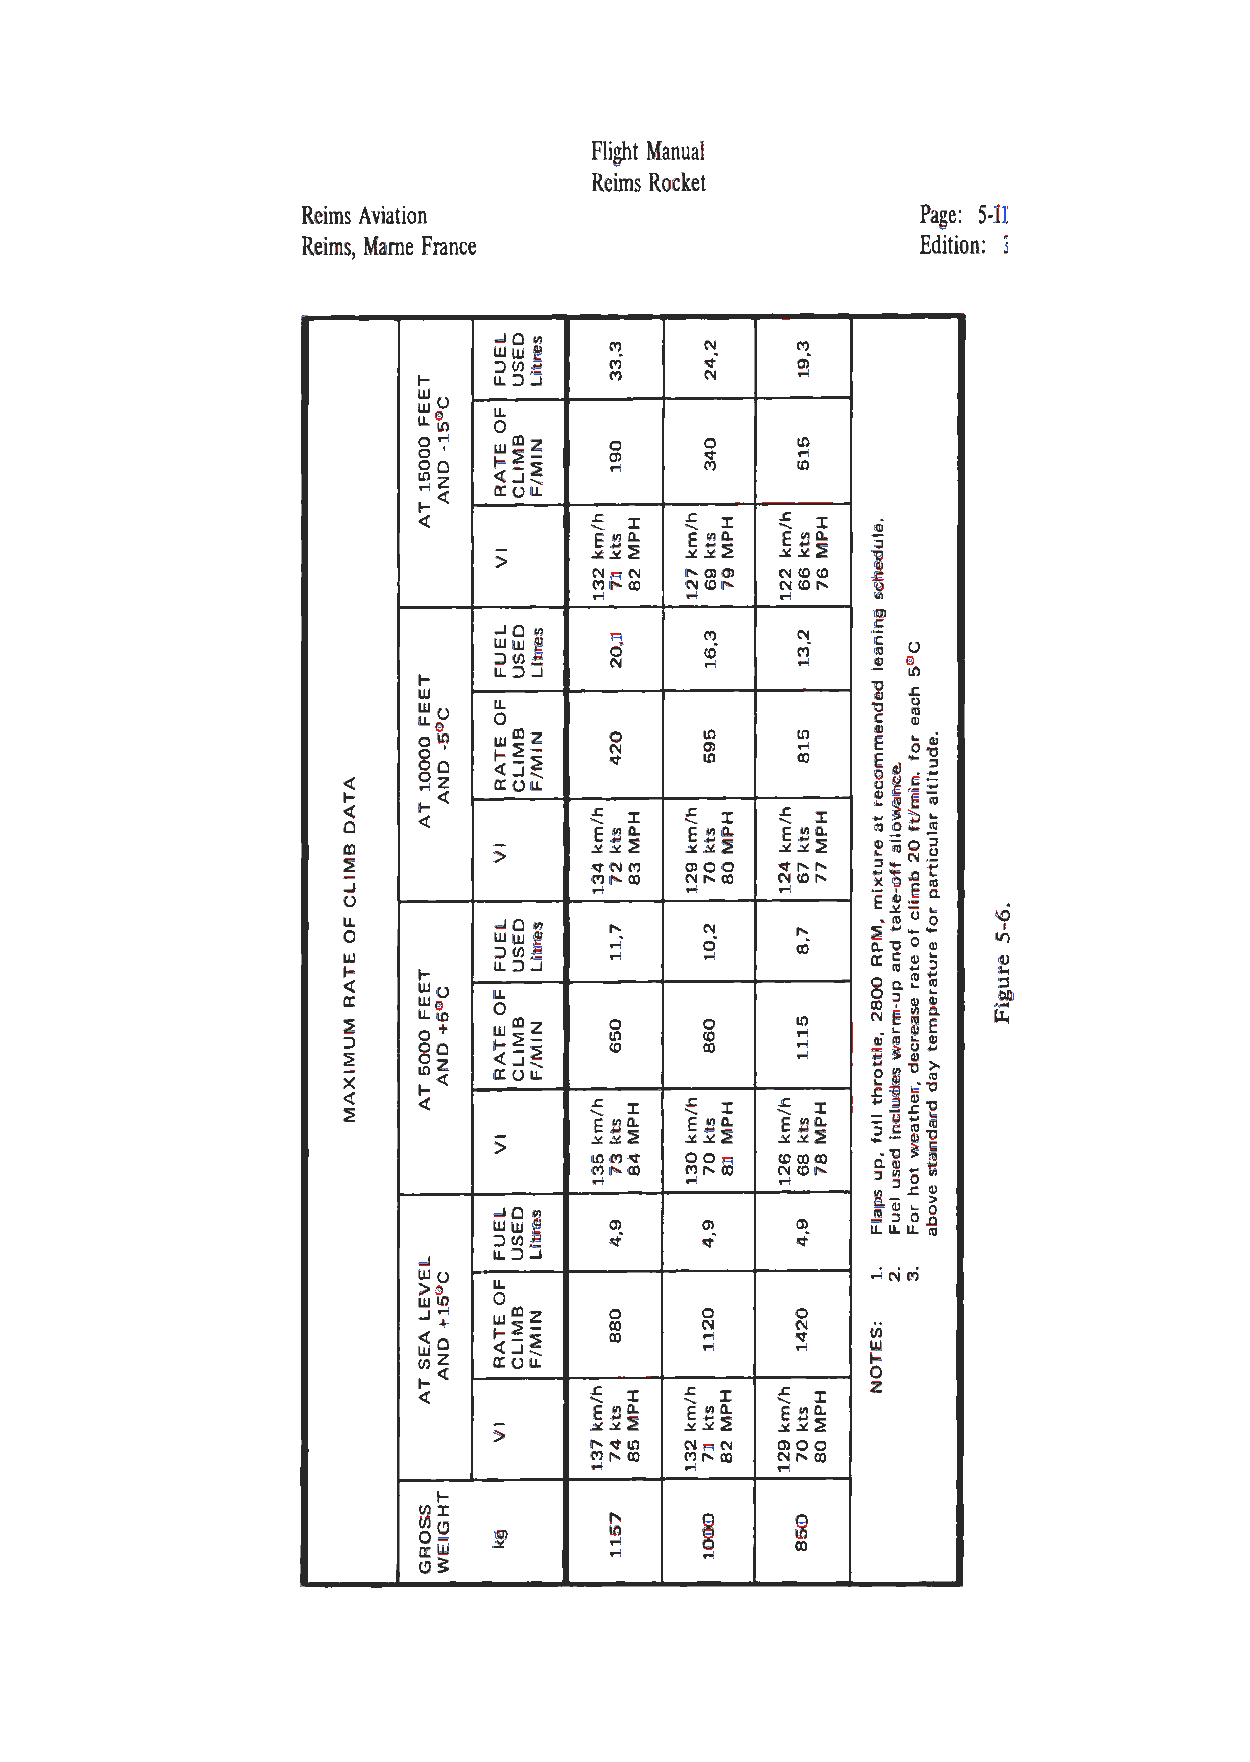 Flight Manual
Reims Rocket
Reims Aviation
Page: 5-11
Reims, Marne France
Edition: 3
MAXIMUM RATE OF CLIMB DATA
GROSS WEIGHT
AT SEA LEVEL AND +15°C
AT 5000 FEET AND +5°C
AT 10000 FEET AND -5°C
AT 15000 FEET AND -15°C
kg
VI
RATE OF CLIMB F/MIN
FUEL USED Litres
VI
RATE OF CLIMB F/MIN
FUEL USED Litres
VI
RATE OF CLIMB F/MIN
FUEL USED Litres
VI
RATE OF CLIMB F/MIN
FUEL USED Litres
137 km/h 135 km/h 134 km/h 132 km/h
1157 74 kts 880 4,9 73 kts 650 11,7 72 kts 420 20,1 71 kts 190 33,3
85 MPH 84 MPH 83 MPH 82 MPH
132 km/h 130 km/h 129 km/h 127 km/h
1000 71 kts 1120 4,9 70 kts 860 10,2 70 kts 595 16,3 69 kts 340 24,2
82 MPH 81 MPH 80 MPH 79 MPH
129 km/h 126 km/h 124 km/h 122 km/h
850 70 kts 1420 4,9 68 kts 1115 8,7 67 kts 815 13,2 66 kts 515 19,3
80 MPH 78 MPH 77 MPH 76 MPH
NOTES: 1. Flaps up, full throttle, 2800 RPM, mixture at recommended leaning schedule.
2. Fuel used includes warm-up and take-off allowance.
3. For hot weather, decrease rate of climb 20 ft/min. for each 5°C
above standard day temperature for particular altitude.
Figure 5-6.